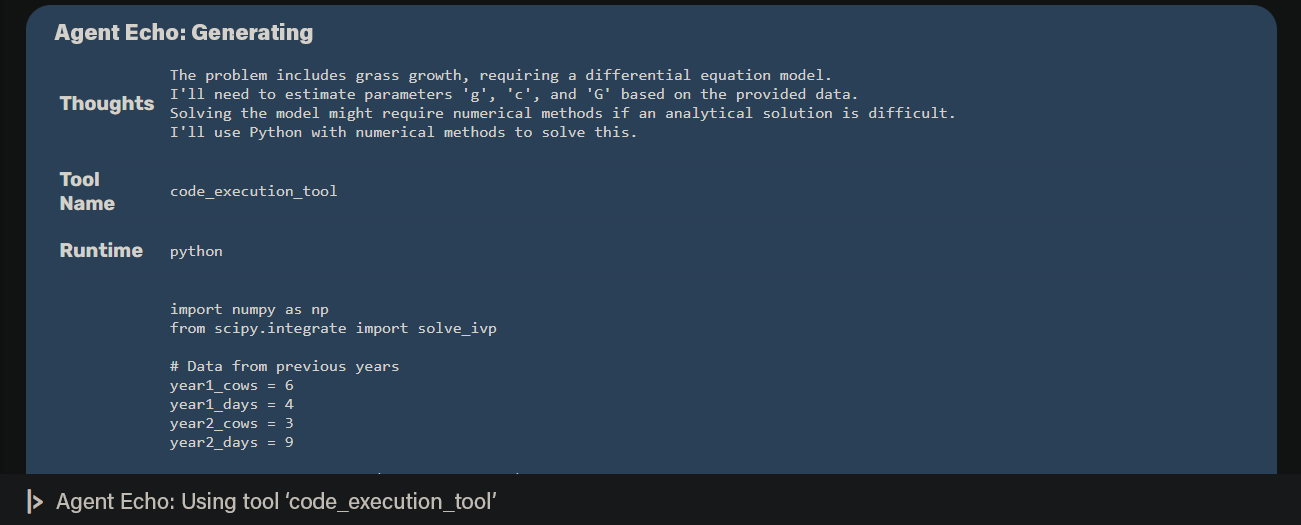 Agent Echo: Generating
Thoughts
The problem includes grass growth, requiring a differential equation model.
I'll need to estimate parameters 'g', 'c', and 'G' based on the provided data.
Solving the model might require numerical methods if an analytical solution is difficult.
I'll use Python with numerical methods to solve this.
Tool
Name
code_execution_tool
Runtime
python
import numpy as np
from scipy.integrate import solve_ivp
# Data from previous years
year1_cows = 6
year1_days = 4
year2_cows = 3
year2_days = 9
Agent Echo: Using tool ‘code_execution_tool’